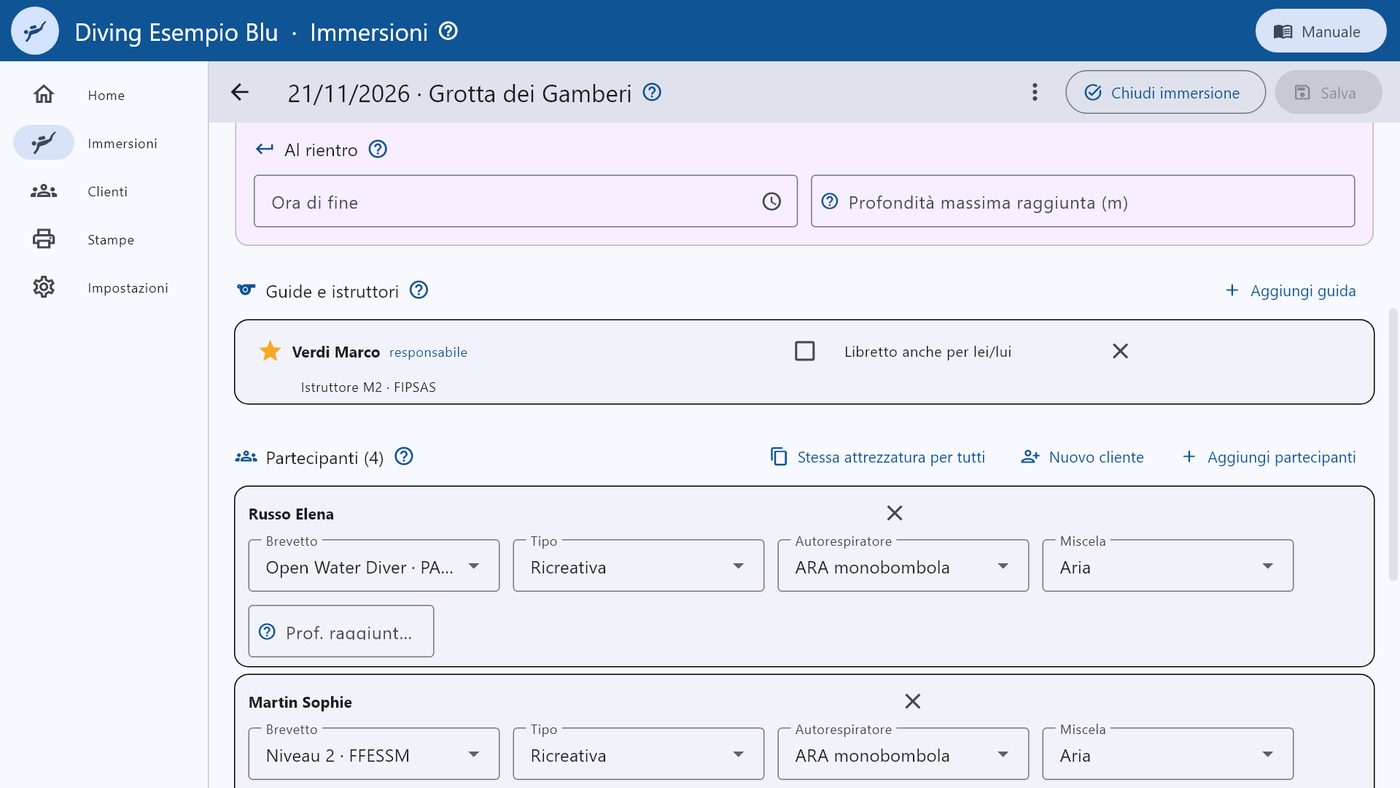 Diving Esempio Blu · Immersioni
Manuale
Home
Immersioni
Clienti
Stampe
Impostazioni
21/11/2026 · Grotta dei Gamberi
Chiudi immersione
Salva
Al rientro
Ora di fine
Profondità massima raggiunta (m)
Guide e istruttori
Aggiungi guida
Verdi Marco responsabile
Libretto anche per lei/lui
Istruttore M2 · FIPSAS
Partecipanti (4)
Stessa attrezzatura per tutti
Nuovo cliente
Aggiungi partecipanti
Russo Elena
Brevetto
Open Water Diver · PA...
Tipo
Ricreativa
Autorespiratore
ARA monobombola
Miscela
Aria
Prof. raggiunt...
Martin Sophie
Brevetto
Niveau 2 · FFESSM
Tipo
Ricreativa
Autorespiratore
ARA monobombola
Miscela
Aria